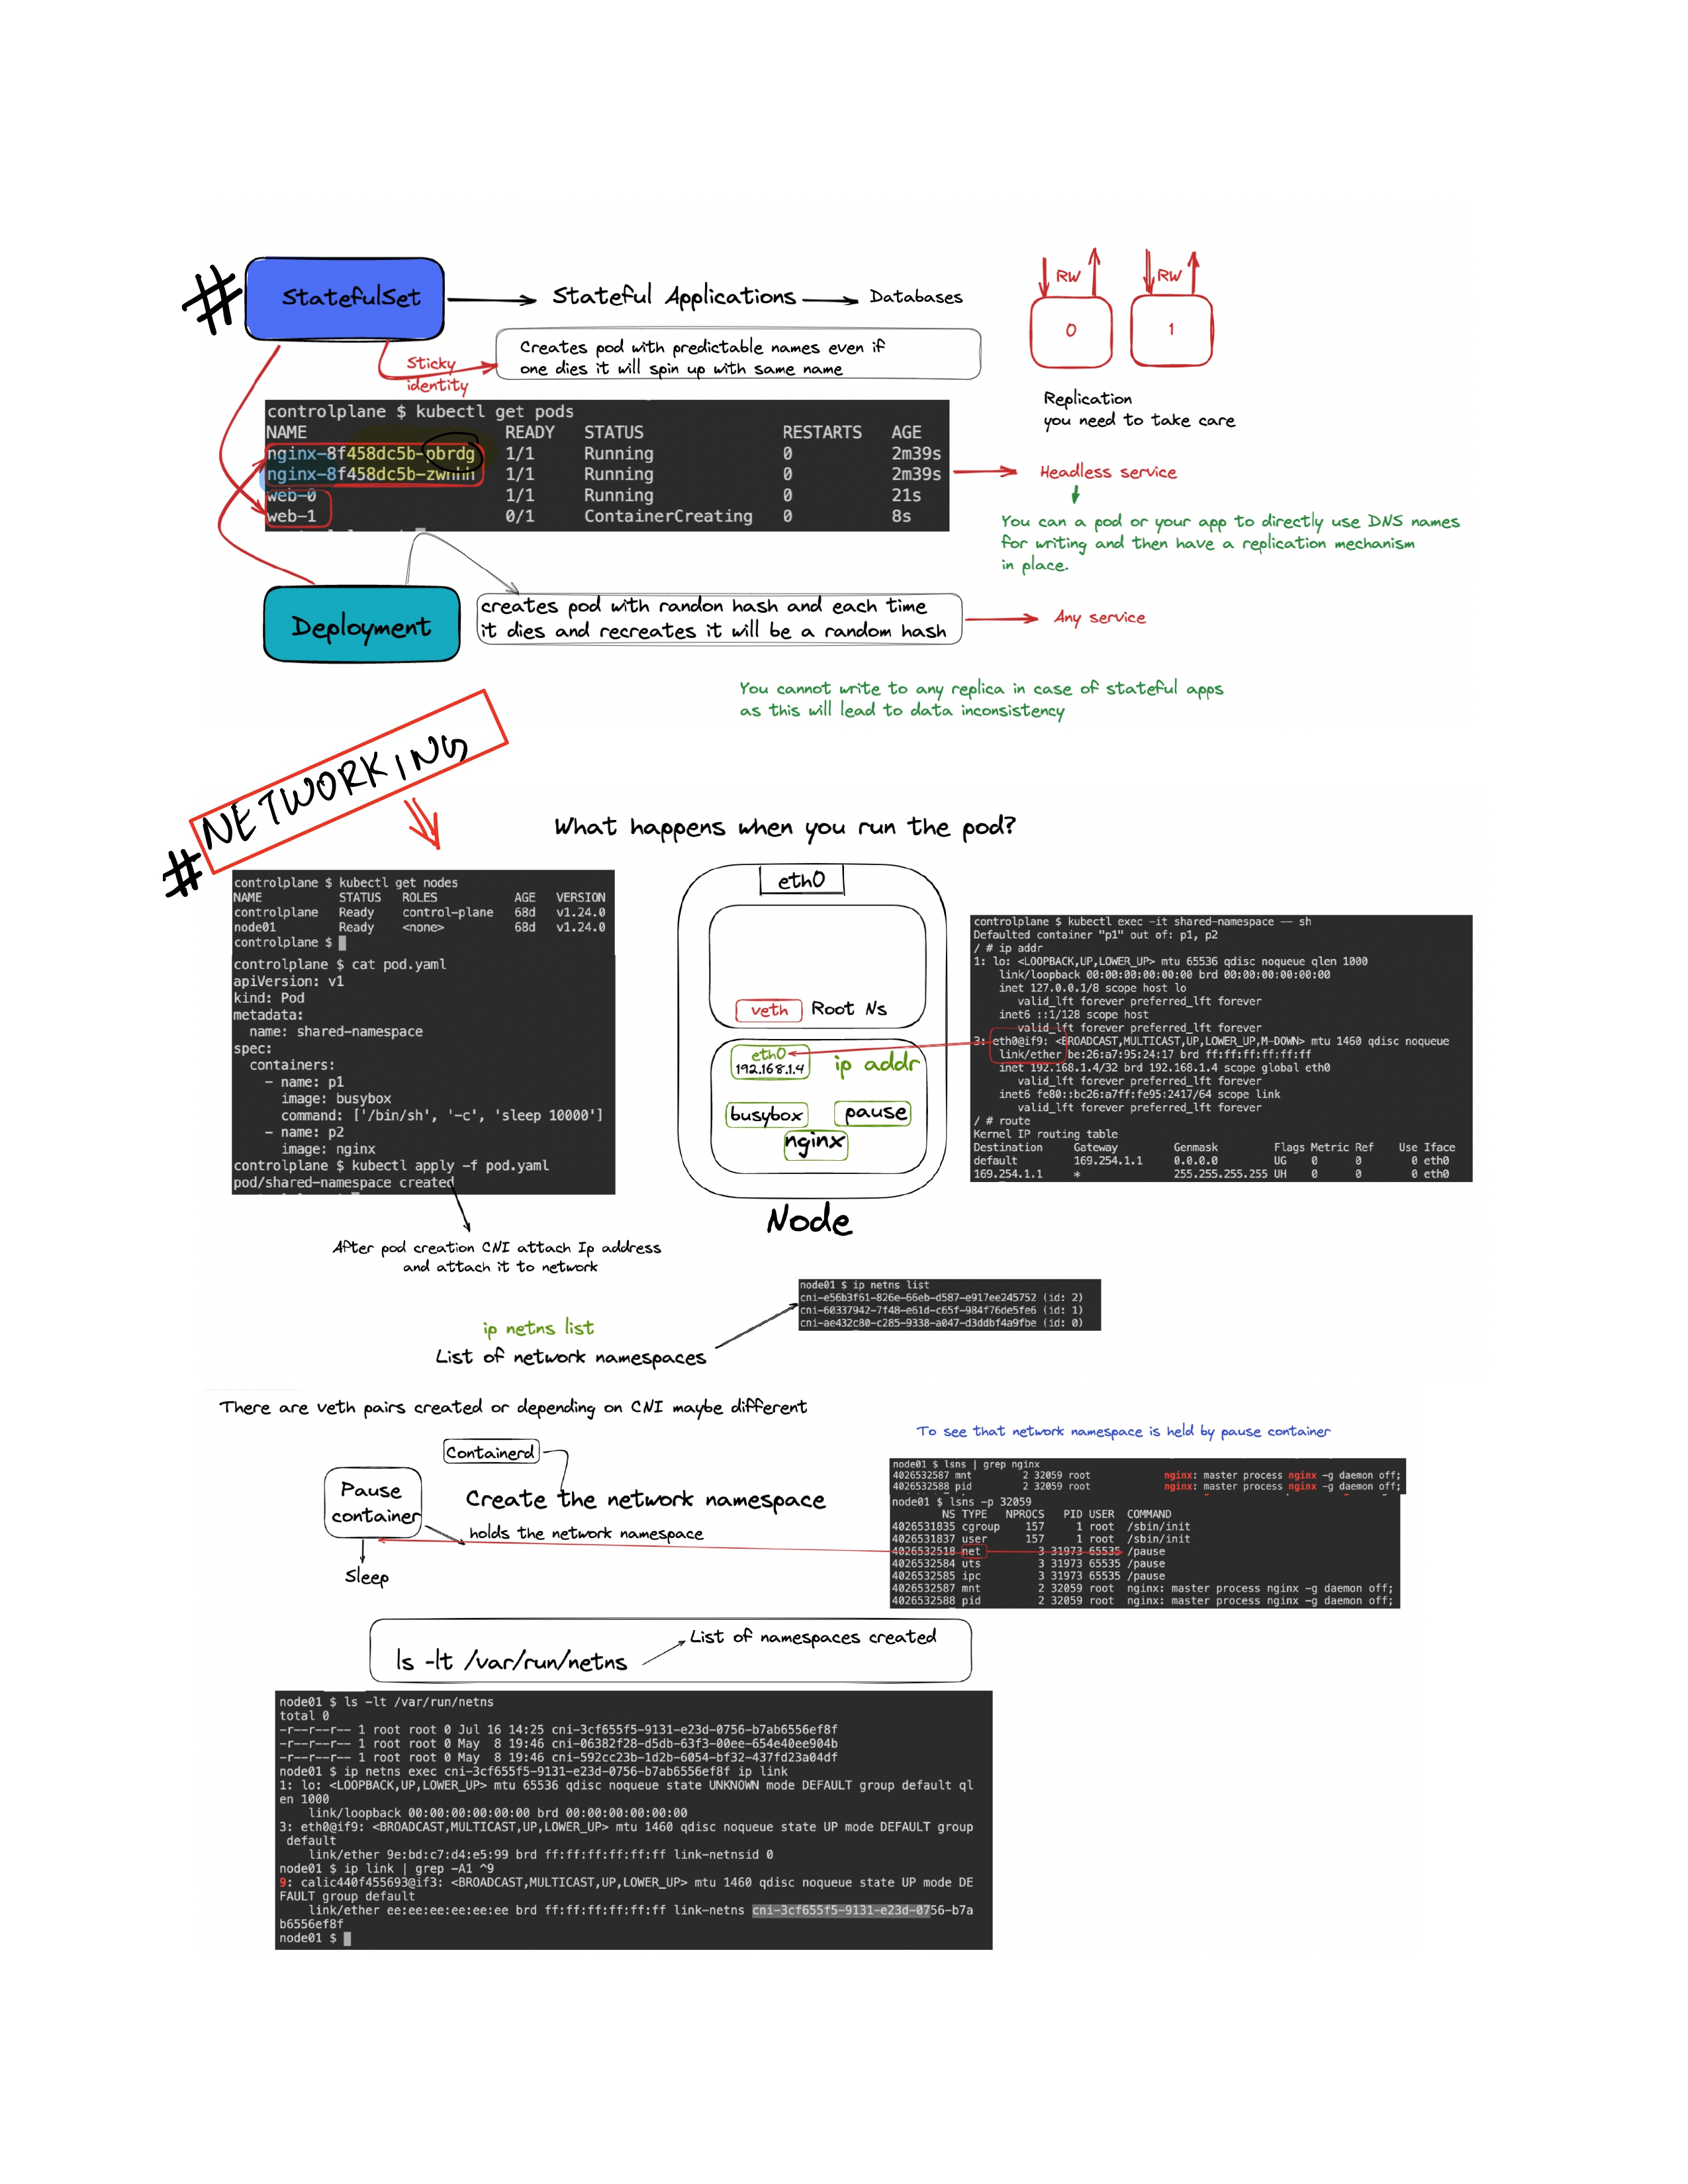 # StatefulSet
Stateful Applications
Databases
RW
RW
0
1
Sticky
identity
Creates pod with predictable names even if
one dies it will spin up with same name
Replication
you need to take care
controlplane $ kubectl get pods
NAME READY STATUS RESTARTS AGE
nginx-8f458dc5b-obrdg 1/1 Running 0 2m39s
nginx-8f458dc5b-zwnhn 1/1 Running 0 2m39s
web-0 1/1 Running 0 21s
web-1 0/1 ContainerCreating 0 8s
Headless service
You can a pod or your app to directly use DNS names
for writing and then have a replication mechanism
in place.
Deployment
creates pod with randon hash and each time
it dies and recreates it will be a random hash
Any service
You cannot write to any replica in case of stateful apps
as this will lead to data inconsistency
# NETWORKING
What happens when you run the pod?
controlplane $ kubectl get nodes
NAME STATUS ROLES AGE VERSION
controlplane Ready control-plane 68d v1.24.0
node01 Ready <none> 68d v1.24.0
controlplane $
controlplane $ cat pod.yaml
apiVersion: v1
kind: Pod
metadata:
name: shared-namespace
spec:
containers:
- name: p1
image: busybox
command: ['/bin/sh', '-c', 'sleep 10000']
- name: p2
image: nginx
controlplane $ kubectl apply -f pod.yaml
pod/shared-namespace created
eth0
veth Root Ns
eth0
192.168.1.4
ip addr
busybox
pause
nginx
Node
controlplane $ kubectl exec -it shared-namespace -- sh
Defaulted container "p1" out of: p1, p2
/ # ip addr
1: lo: <LOOPBACK,UP,LOWER_UP> mtu 65536 qdisc noqueue qlen 1000
link/loopback 00:00:00:00:00:00 brd 00:00:00:00:00:00
inet 127.0.0.1/8 scope host lo
valid_lft forever preferred_lft forever
inet6 ::1/128 scope host
valid_lft forever preferred_lft forever
3: eth0@if9: <BROADCAST,MULTICAST,UP,LOWER_UP,M-DOWN> mtu 1460 qdisc noqueue
link/ether be:26:a7:95:24:17 brd ff:ff:ff:ff:ff:ff
inet 192.168.1.4/32 brd 192.168.1.4 scope global eth0
valid_lft forever preferred_lft forever
inet6 fe80::bc26:a7ff:fe95:2417/64 scope link
valid_lft forever preferred_lft forever
/ # route
Kernel IP routing table
Destination Gateway Genmask Flags Metric Ref Use Iface
default 169.254.1.1 0.0.0.0 UG 0 0 0 eth0
169.254.1.1 * 255.255.255.255 UH 0 0 0 eth0
After pod creation CNI attach Ip address
and attach it to network
node01 $ ip netns list
cni-e56b3f61-826e-66eb-d587-e917ee245752 (id: 2)
cni-60337942-7f48-e61d-c65f-984f76de5fe6 (id: 1)
cni-ae432c80-c285-9338-a047-d3ddbf4a9fbe (id: 0)
ip netns list
List of network namespaces
There are veth pairs created or depending on CNI maybe different
To see that network namespace is held by pause container
Containerd
Pause
container
Create the network namespace
holds the network namespace
Sleep
node01 $ lsns | grep nginx
4026532587 mnt 2 32059 root nginx: master process nginx -g daemon off;
4026532588 pid 2 32059 root nginx: master process nginx -g daemon off;
node01 $ lsns -p 32059
NS TYPE NPROCS PID USER COMMAND
4026531835 cgroup 157 1 root /sbin/init
4026531837 user 157 1 root /sbin/init
4026532518 net 3 31973 65535 /pause
4026532584 uts 3 31973 65535 /pause
4026532585 ipc 3 31973 65535 /pause
4026532587 mnt 2 32059 root nginx: master process nginx -g daemon off;
4026532588 pid 2 32059 root nginx: master process nginx -g daemon off;
List of namespaces created
ls -lt /var/run/netns
node01 $ ls -lt /var/run/netns
total 0
-r--r--r-- 1 root root 0 Jul 16 14:25 cni-3cf655f5-9131-e23d-0756-b7ab6556ef8f
-r--r--r-- 1 root root 0 May 8 19:46 cni-06382f28-d5db-63f3-00ee-654e40ee904b
-r--r--r-- 1 root root 0 May 8 19:46 cni-592cc23b-1d2b-6054-bf32-437fd23a04df
node01 $ ip netns exec cni-3cf655f5-9131-e23d-0756-b7ab6556ef8f ip link
1: lo: <LOOPBACK,UP,LOWER_UP> mtu 65536 qdisc noqueue state UNKNOWN mode DEFAULT group default ql
en 1000
link/loopback 00:00:00:00:00:00 brd 00:00:00:00:00:00
3: eth0@if9: <BROADCAST,MULTICAST,UP,LOWER_UP> mtu 1460 qdisc noqueue state UP mode DEFAULT group
default
link/ether 9e:bd:c7:d4:e5:99 brd ff:ff:ff:ff:ff:ff link-netnsid 0
node01 $ ip link | grep -A1 ^9
9: calic440f455693@if3: <BROADCAST,MULTICAST,UP,LOWER_UP> mtu 1460 qdisc noqueue state UP mode DE
FAULT group default
link/ether ee:ee:ee:ee:ee:ee brd ff:ff:ff:ff:ff:ff link-netns cni-3cf655f5-9131-e23d-0756-b7a
b6556ef8f
node01 $